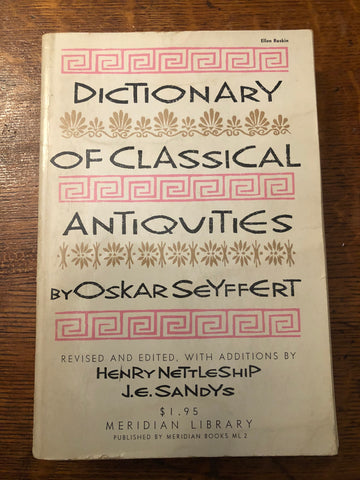 Ellen Raskin
DICTIONARY
OF CLASSICAL
ANTIQUITIES
BY OSKAR SEYFFERT
REVISED AND EDITED, WITH ADDITIONS BY
HENRY NETTLESHIP
J.E. SANDYS
$1.95
MERIDIAN LIBRARY
PUBLISHED BY MERIDIAN BOOKS ML 2